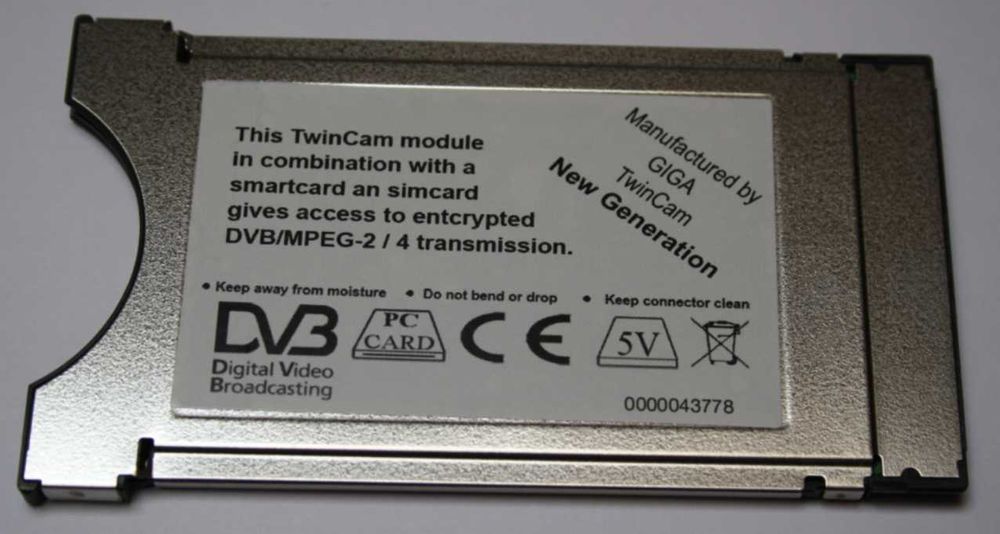 This TwinCam module
in combination with a
smartcard an simcard
gives access to entcrypted
DVB/MPEG-2 / 4 transmission.
Manufactured by
GIGA
TwinCam
New Generation
• Keep away from moisture • Do not bend or drop • Keep connector clean
DVB
Digital Video
Broadcasting
PC
CARD
CE
5V
0000043778